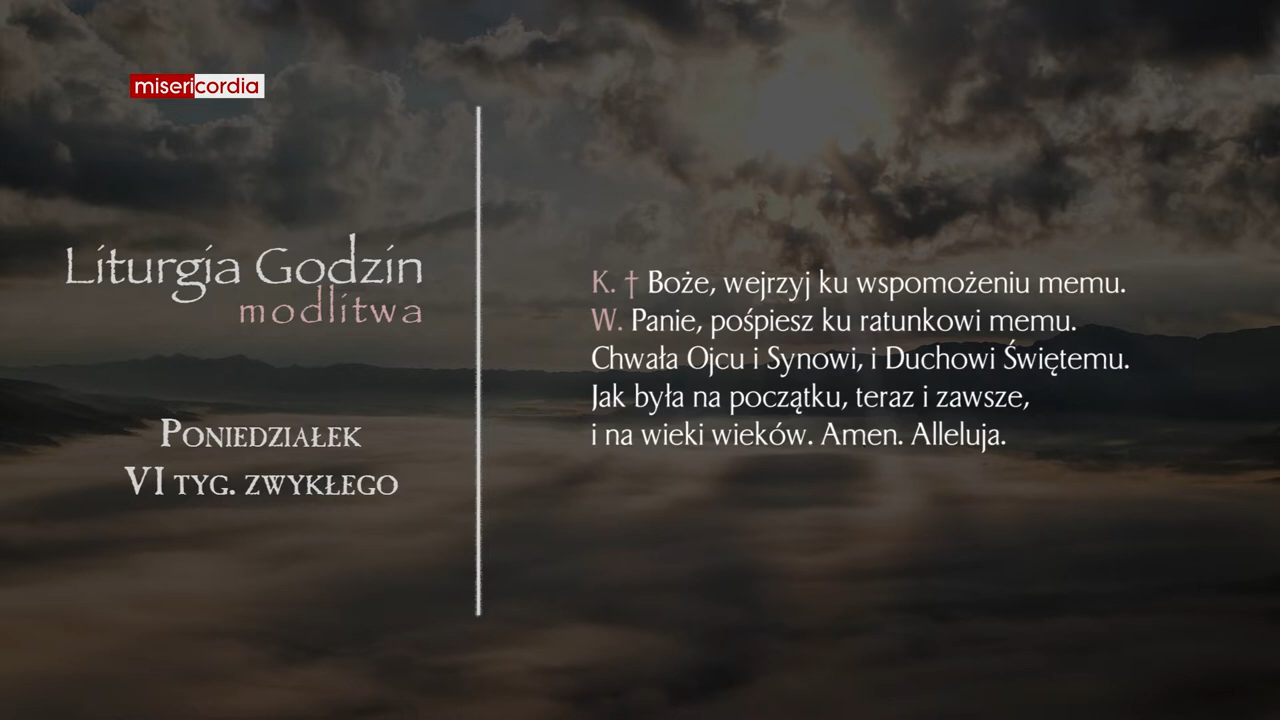 misericordia
Liturgia Godzin
modlitwa
Poniedziałek
VI tyg. zwykłego
K. † Boże, wejrzyj ku wspomożeniu memu.
W. Panie, pośpiesz ku ratunkowi memu.
Chwała Ojcu i Synowi, i Duchowi Świętemu.
Jak była na początku, teraz i zawsze,
i na wieki wieków. Amen. Alleluja.